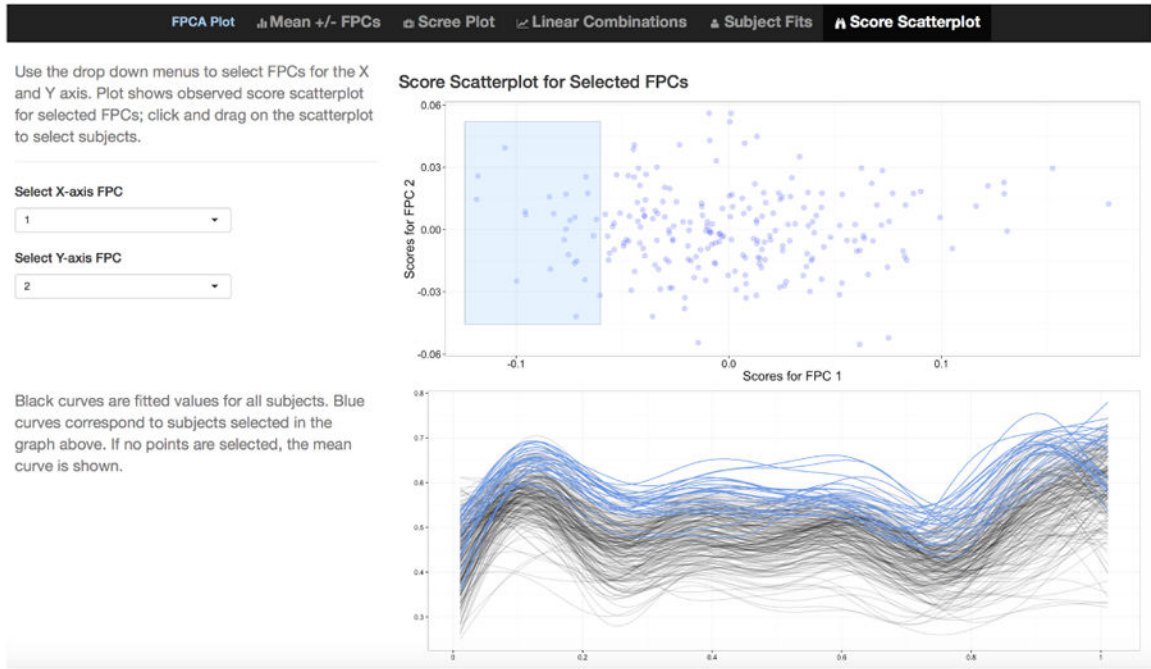 FPCA Plot Mean +/- FPCs Scree Plot Linear Combinations Subject Fits Score Scatterplot
Use the drop down menus to select FPCs for the X
and Y axis. Plot shows observed score scatterplot
for selected FPCs; click and drag on the scatterplot
to select subjects.
Select X-axis FPC
1
Select Y-axis FPC
2
Score Scatterplot for Selected FPCs
0.06
0.03
0.00
-0.03
-0.06
Scores for FPC 2
-0.1 0.0 0.1
Scores for FPC 1
Black curves are fitted values for all subjects. Blue
curves correspond to subjects selected in the
graph above. If no points are selected, the mean
curve is shown.
0.8
0.7
0.6
0.5
0.4
0.3
0 0.2 0.4 0.6 0.8 1